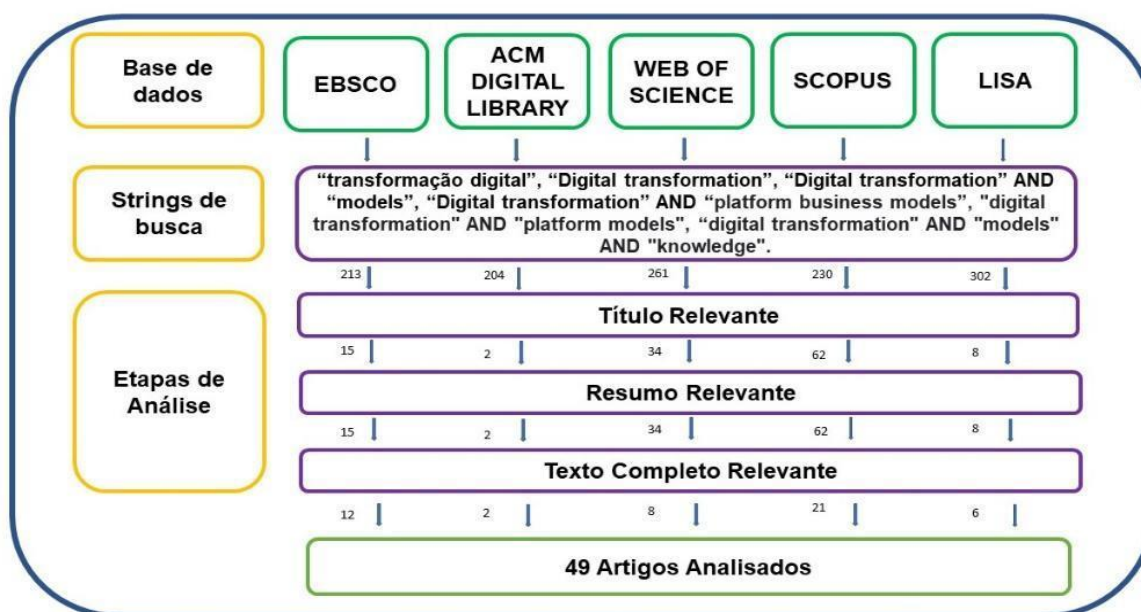 Base de
dados
EBSCO
ACM
DIGITAL
LIBRARY
WEB OF
SCIENCE
SCOPUS
LISA
Strings de
busca
“transformação digital”, “Digital transformation”, “Digital transformation” AND
“models”, “Digital transformation” AND “platform business models”, "digital
transformation" AND "platform models", “digital transformation” AND "models"
AND "knowledge".
213 204 261 230 302
Etapas de
Análise
Título Relevante
15 2 34 62 8
Resumo Relevante
15 2 34 62 8
Texto Completo Relevante
12 2 8 21 6
49 Artigos Analisados